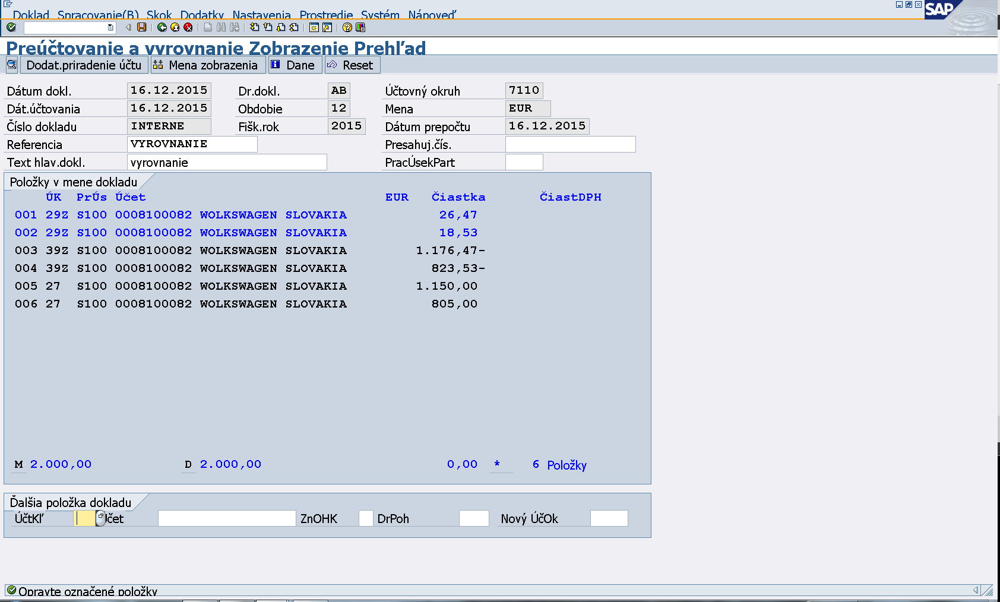 Doklad Spracovanie(B) Skok Dodatky Nastavenia Prostredie Systém Nápoveď
SAP
Preúčtovanie a vyrovnanie Zobrazenie Prehľad
Dodat.priradenie účtu Mena zobrazenia Dane Reset
Dátum dokl. 16.12.2015 Dr.dokl. AB Účtovný okruh 7110
Dát.účtovania 16.12.2015 Obdobie 12 Mena EUR
Číslo dokladu INTERNE Fišk.rok 2015 Dátum prepočtu 16.12.2015
Referencia VYROVNANIE Presahuj.čís.
Text hlav.dokl. vyrovnanie PracÚsekPart
Položky v mene dokladu
ÚK PrÚs Účet EUR Čiastka ČiastDPH
001 29Z S100 0008100082 WOLKSWAGEN SLOVAKIA 26,47
002 29Z S100 0008100082 WOLKSWAGEN SLOVAKIA 18,53
003 39Z S100 0008100082 WOLKSWAGEN SLOVAKIA 1.176,47-
004 39Z S100 0008100082 WOLKSWAGEN SLOVAKIA 823,53-
005 27 S100 0008100082 WOLKSWAGEN SLOVAKIA 1.150,00
006 27 S100 0008100082 WOLKSWAGEN SLOVAKIA 805,00
M 2.000,00 D 2.000,00 0,00 * 6 Položky
Ďalšia položka dokladu
ÚčtKľ Účet ZnOHK DrPoh Nový ÚčOk
Opravte označené položky